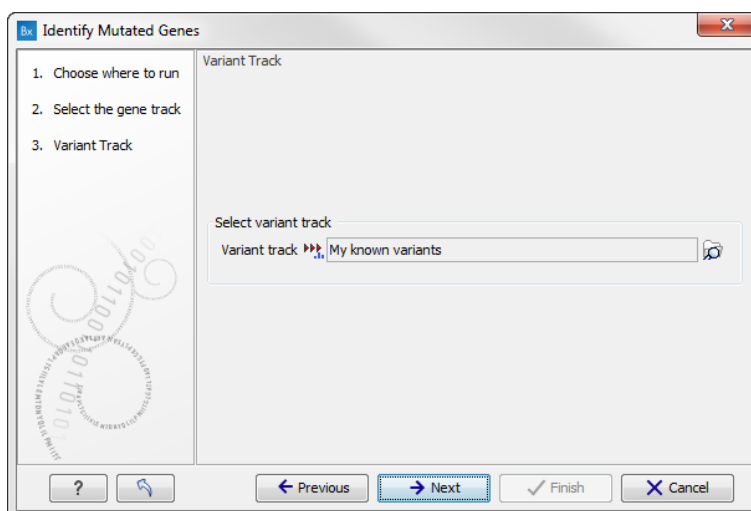 Bx Identify Mutated Genes
1. Choose where to run
2. Select the gene track
3. Variant Track
Variant Track
Select variant track
Variant track My known variants
? Previous Next Finish Cancel